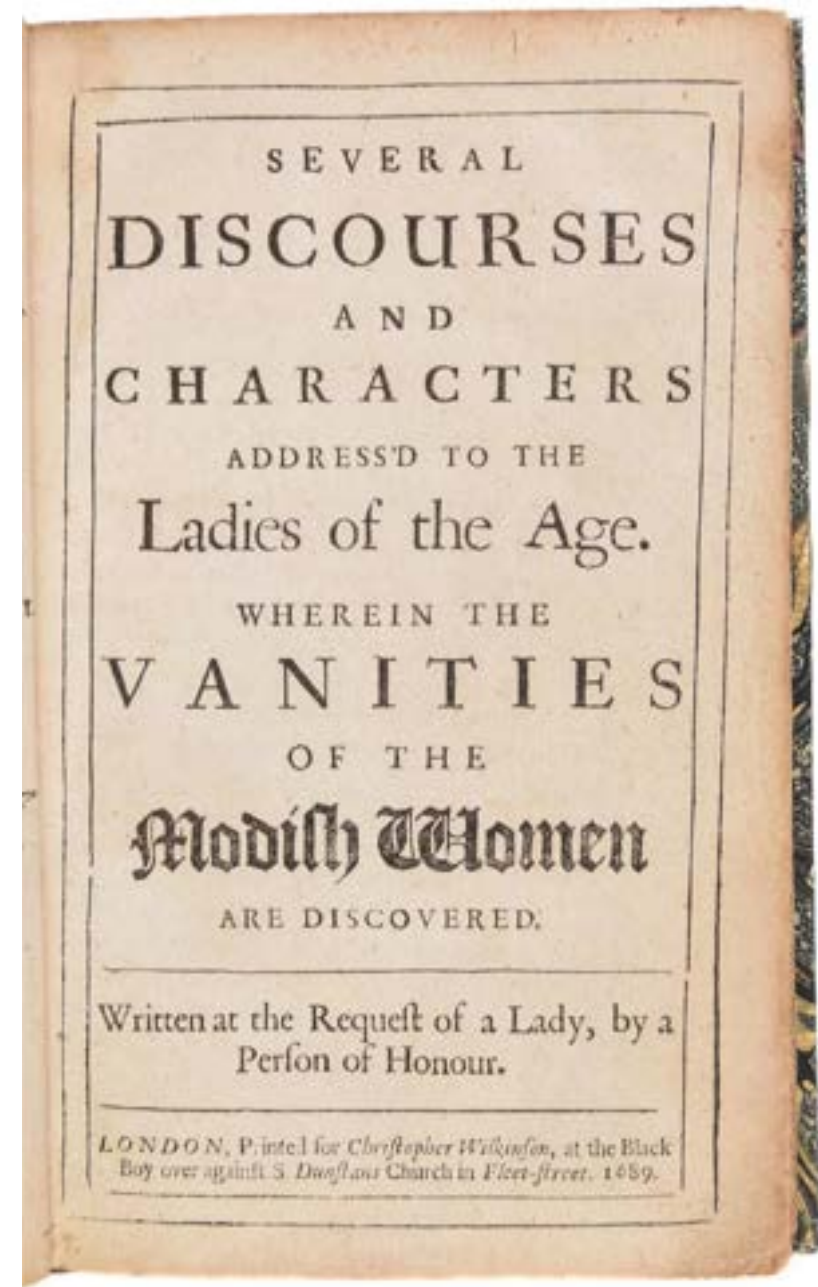 SEVERAL
DISCOURSES
AND
CHARACTERS
ADDRESS'D TO THE
Ladies of the Age.
WHEREIN THE
VANITIES
OF THE
Modiſh Women
ARE DISCOVERED.
Written at the Requeſt of a Lady, by a
Perſon of Honour.
LONDON, Printed for Chriſtopher Wilkinſon, at the Black
Boy over againſt S. Dunſtans Church in Fleet-ſtreet. 1689.